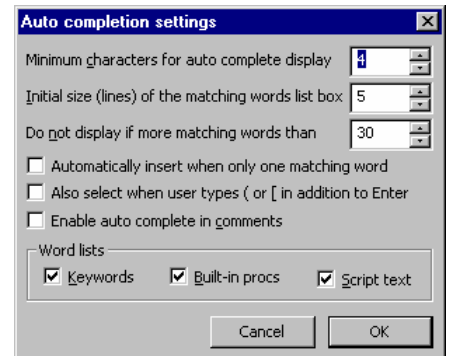 Auto completion settings
Minimum characters for auto complete display 4
Initial size (lines) of the matching words list box 5
Do not display if more matching words than 30
Automatically insert when only one matching word
Also select when user types ( or [ in addition to Enter
Enable auto complete in comments
Word lists
Keywords Built-in procs Script text
Cancel OK